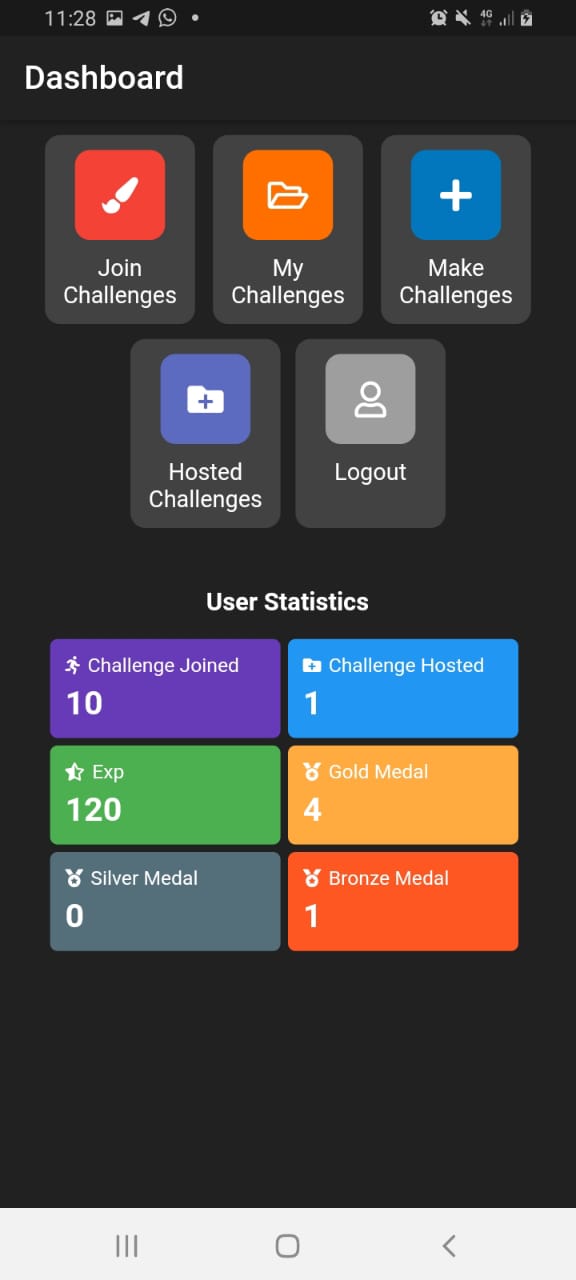 11:28
4G
Dashboard
Join
Challenges
My
Challenges
Make
Challenges
Hosted
Challenges
Logout
User Statistics
Challenge Joined
10
Challenge Hosted
1
Exp
120
Gold Medal
4
Silver Medal
0
Bronze Medal
1